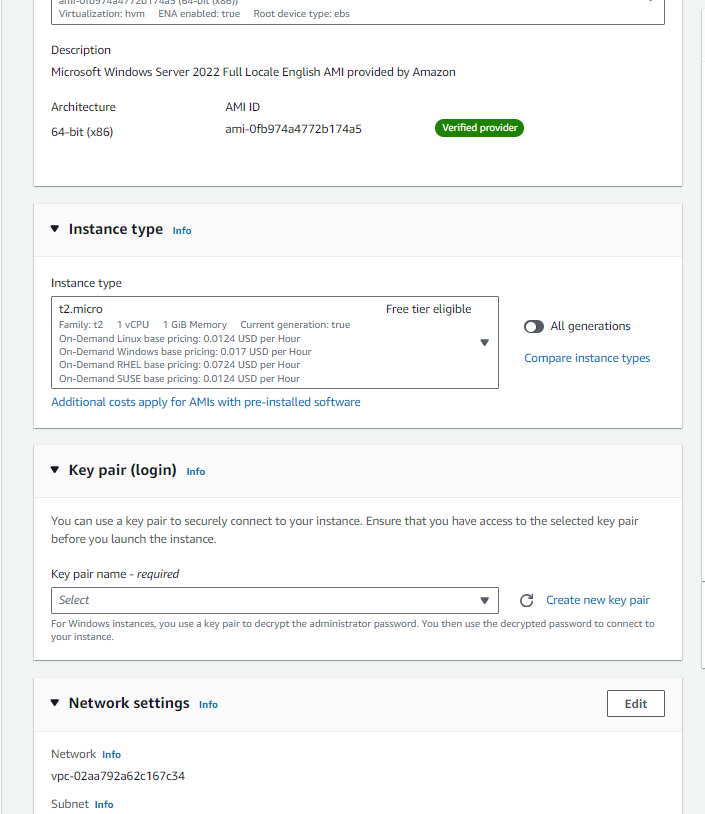 ami-0fb974a4772b174a5 (64-bit (x86))
Virtualization: hvm ENA enabled: true Root device type: ebs
Description
Microsoft Windows Server 2022 Full Locale English AMI provided by Amazon
Architecture AMI ID
64-bit (x86) ami-0fb974a4772b174a5 Verified provider
Instance type Info
Instance type
t2.micro Free tier eligible
Family: t2 1 vCPU 1 GiB Memory Current generation: true
On-Demand Linux base pricing: 0.0124 USD per Hour
On-Demand Windows base pricing: 0.017 USD per Hour
On-Demand RHEL base pricing: 0.0724 USD per Hour
On-Demand SUSE base pricing: 0.0124 USD per Hour
All generations
Compare instance types
Additional costs apply for AMIs with pre-installed software
Key pair (login) Info
You can use a key pair to securely connect to your instance. Ensure that you have access to the selected key pair
before you launch the instance.
Key pair name - required
Select
Create new key pair
For Windows instances, you use a key pair to decrypt the administrator password. You then use the decrypted password to connect to
your instance.
Network settings Info
Edit
Network Info
vpc-02aa792a62c167c34
Subnet Info